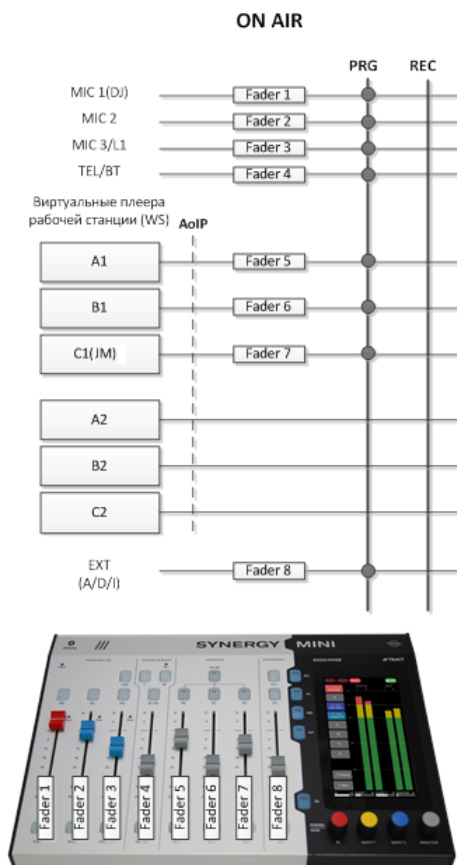 ON AIR
PRG REC
MIC 1(DJ) Fader 1
MIC 2 Fader 2
MIC 3/L1 Fader 3
TEL/BT Fader 4
Виртуальные плеера
рабочей станции (WS) AoIP
A1 Fader 5
B1 Fader 6
C1(JM) Fader 7
A2
B2
C2
EXT
(A/D/I) Fader 8
SYNERGY MINI
Fader 1
Fader 2
Fader 3
Fader 4
Fader 5
Fader 6
Fader 7
Fader 8